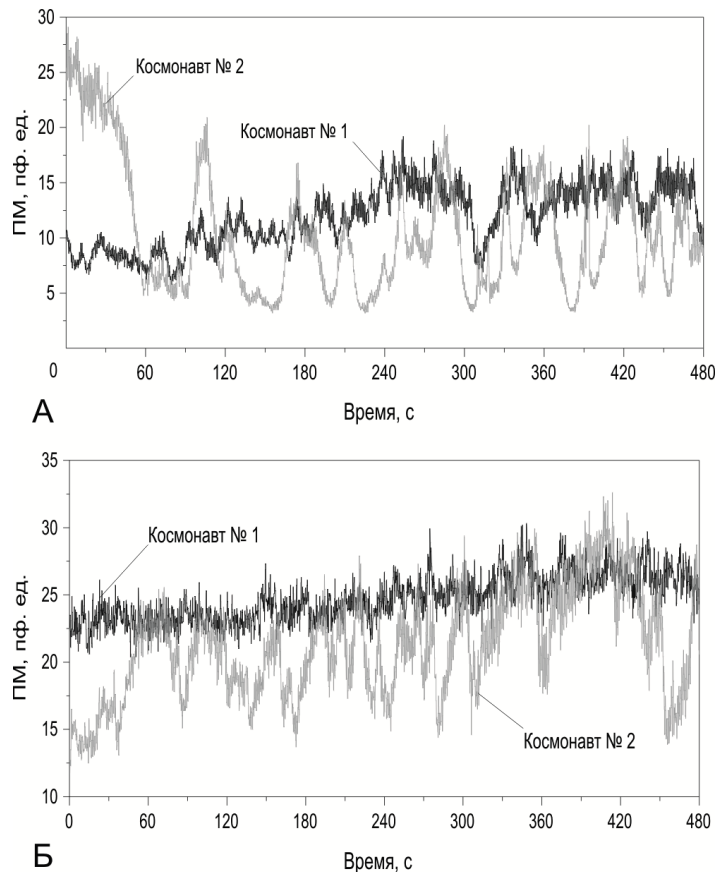 30
25
20
15
10
5
0
ПМ, пф. ед.
Космонавт № 2
Космонавт № 1
60 120 180 240 300 360 420 480
Время, с
А
35
30
25
20
15
10
ПМ, пф. ед.
Космонавт № 1
Космонавт № 2
0 60 120 180 240 300 360 420 480
Время, с
Б